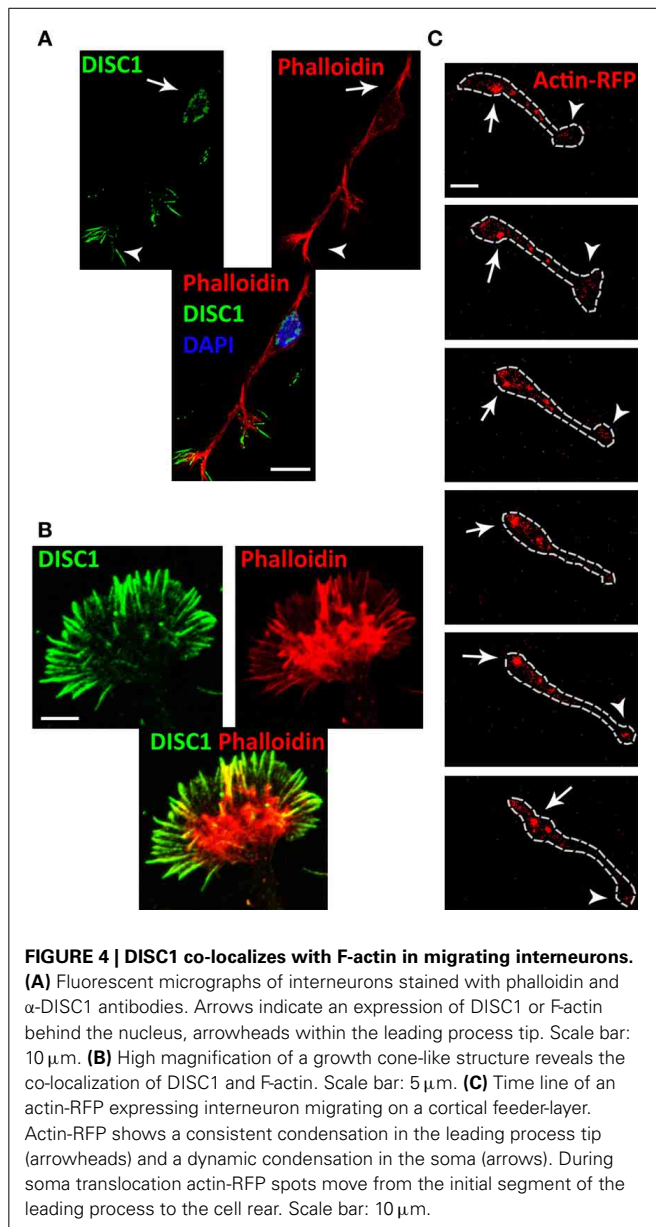 A
C
DISC1
Phalloidin
Actin-RFP
Phalloidin
DISC1
DAPI
B
DISC1
Phalloidin
DISC1 Phalloidin
FIGURE 4 | DISC1 co-localizes with F-actin in migrating interneurons.
(A) Fluorescent micrographs of interneurons stained with phalloidin and
α-DISC1 antibodies. Arrows indicate an expression of DISC1 or F-actin
behind the nucleus, arrowheads within the leading process tip. Scale bar:
10 μm. (B) High magnification of a growth cone-like structure reveals the
co-localization of DISC1 and F-actin. Scale bar: 5 μm. (C) Time line of an
actin-RFP expressing interneuron migrating on a cortical feeder-layer.
Actin-RFP shows a consistent condensation in the leading process tip
(arrowheads) and a dynamic condensation in the soma (arrows). During
soma translocation actin-RFP spots move from the initial segment of the
leading process to the cell rear. Scale bar: 10 μm.